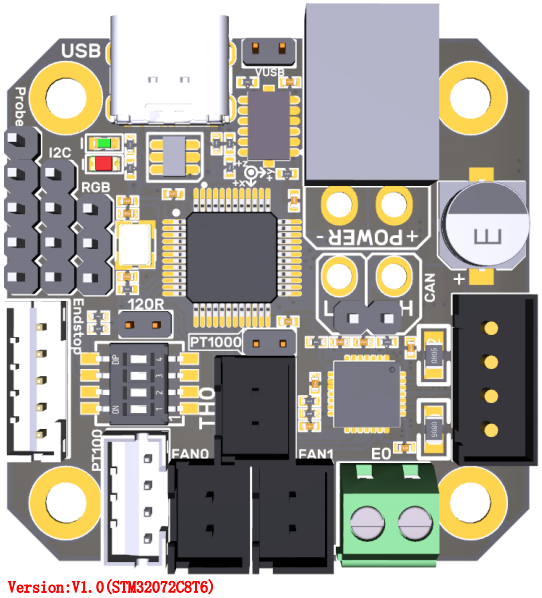 USB
VUSB
Probe
I2C
RGB
+Z
+Y
+X
+POWER-
E
+
CAN
L
H
120R
Endstop
PT1000
DP
4
3
2
1
ON
TH0
PT100
FAN0
FAN1
E0
Version:V1.0(STM32072C8T6)